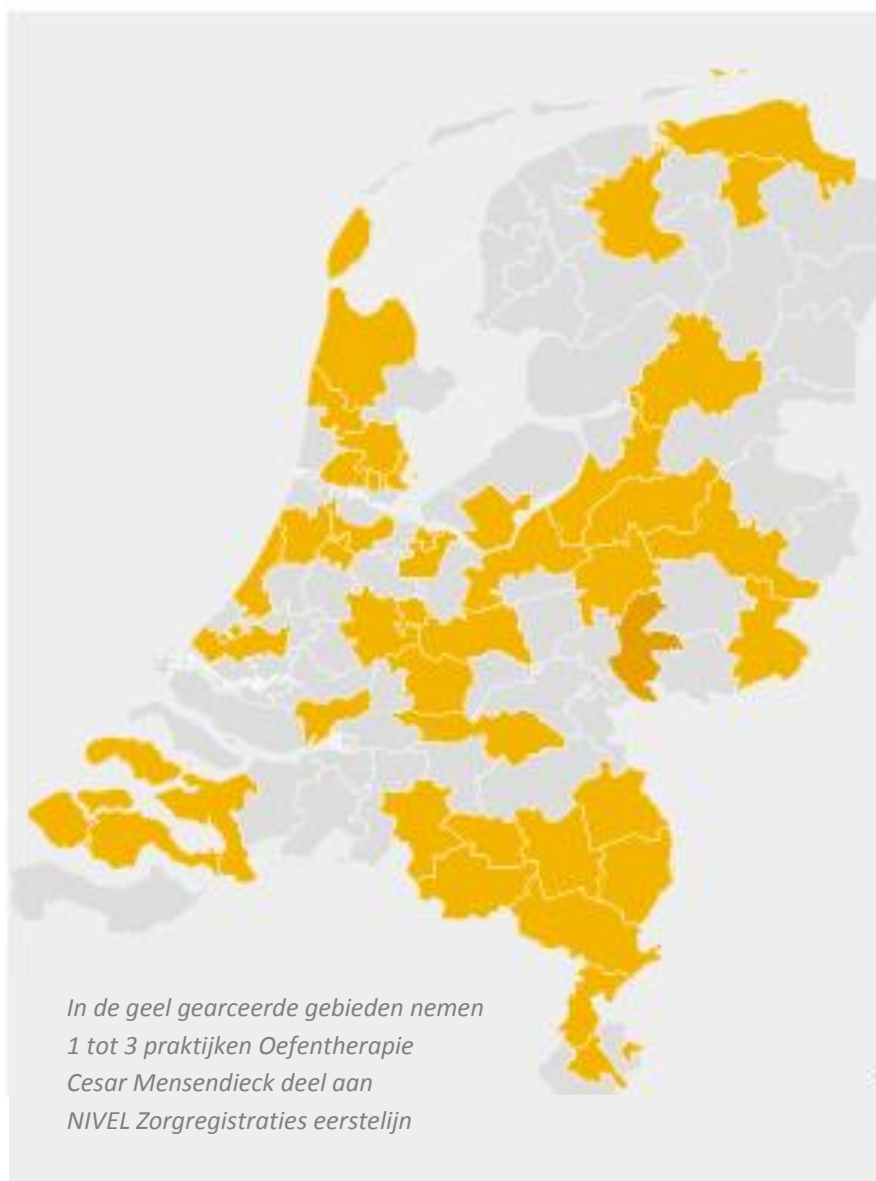 In de geel gearceerde gebieden nemen
1 tot 3 praktijken Oefentherapie
Cesar Mensendieck deel aan
NIVEL Zorgregistraties eerstelijn